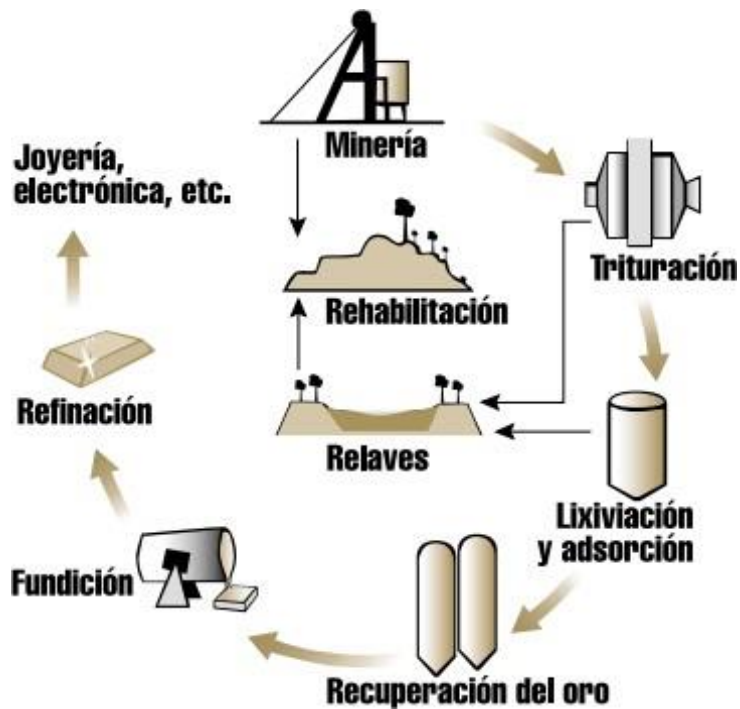 Minería
Joyería,
electrónica, etc.
Trituración
Rehabilitación
Refinación
Relaves
Lixiviación
y adsorción
Fundición
Recuperación del oro